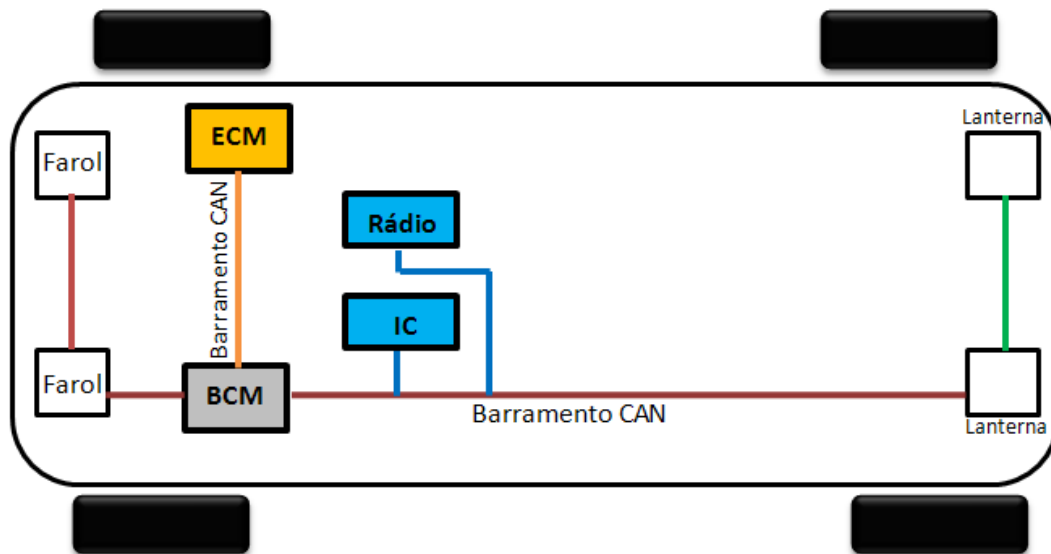 Lanterna
ECM
Farol
Barramento CAN
Rádio
IC
Farol
BCM
Barramento CAN
Lanterna